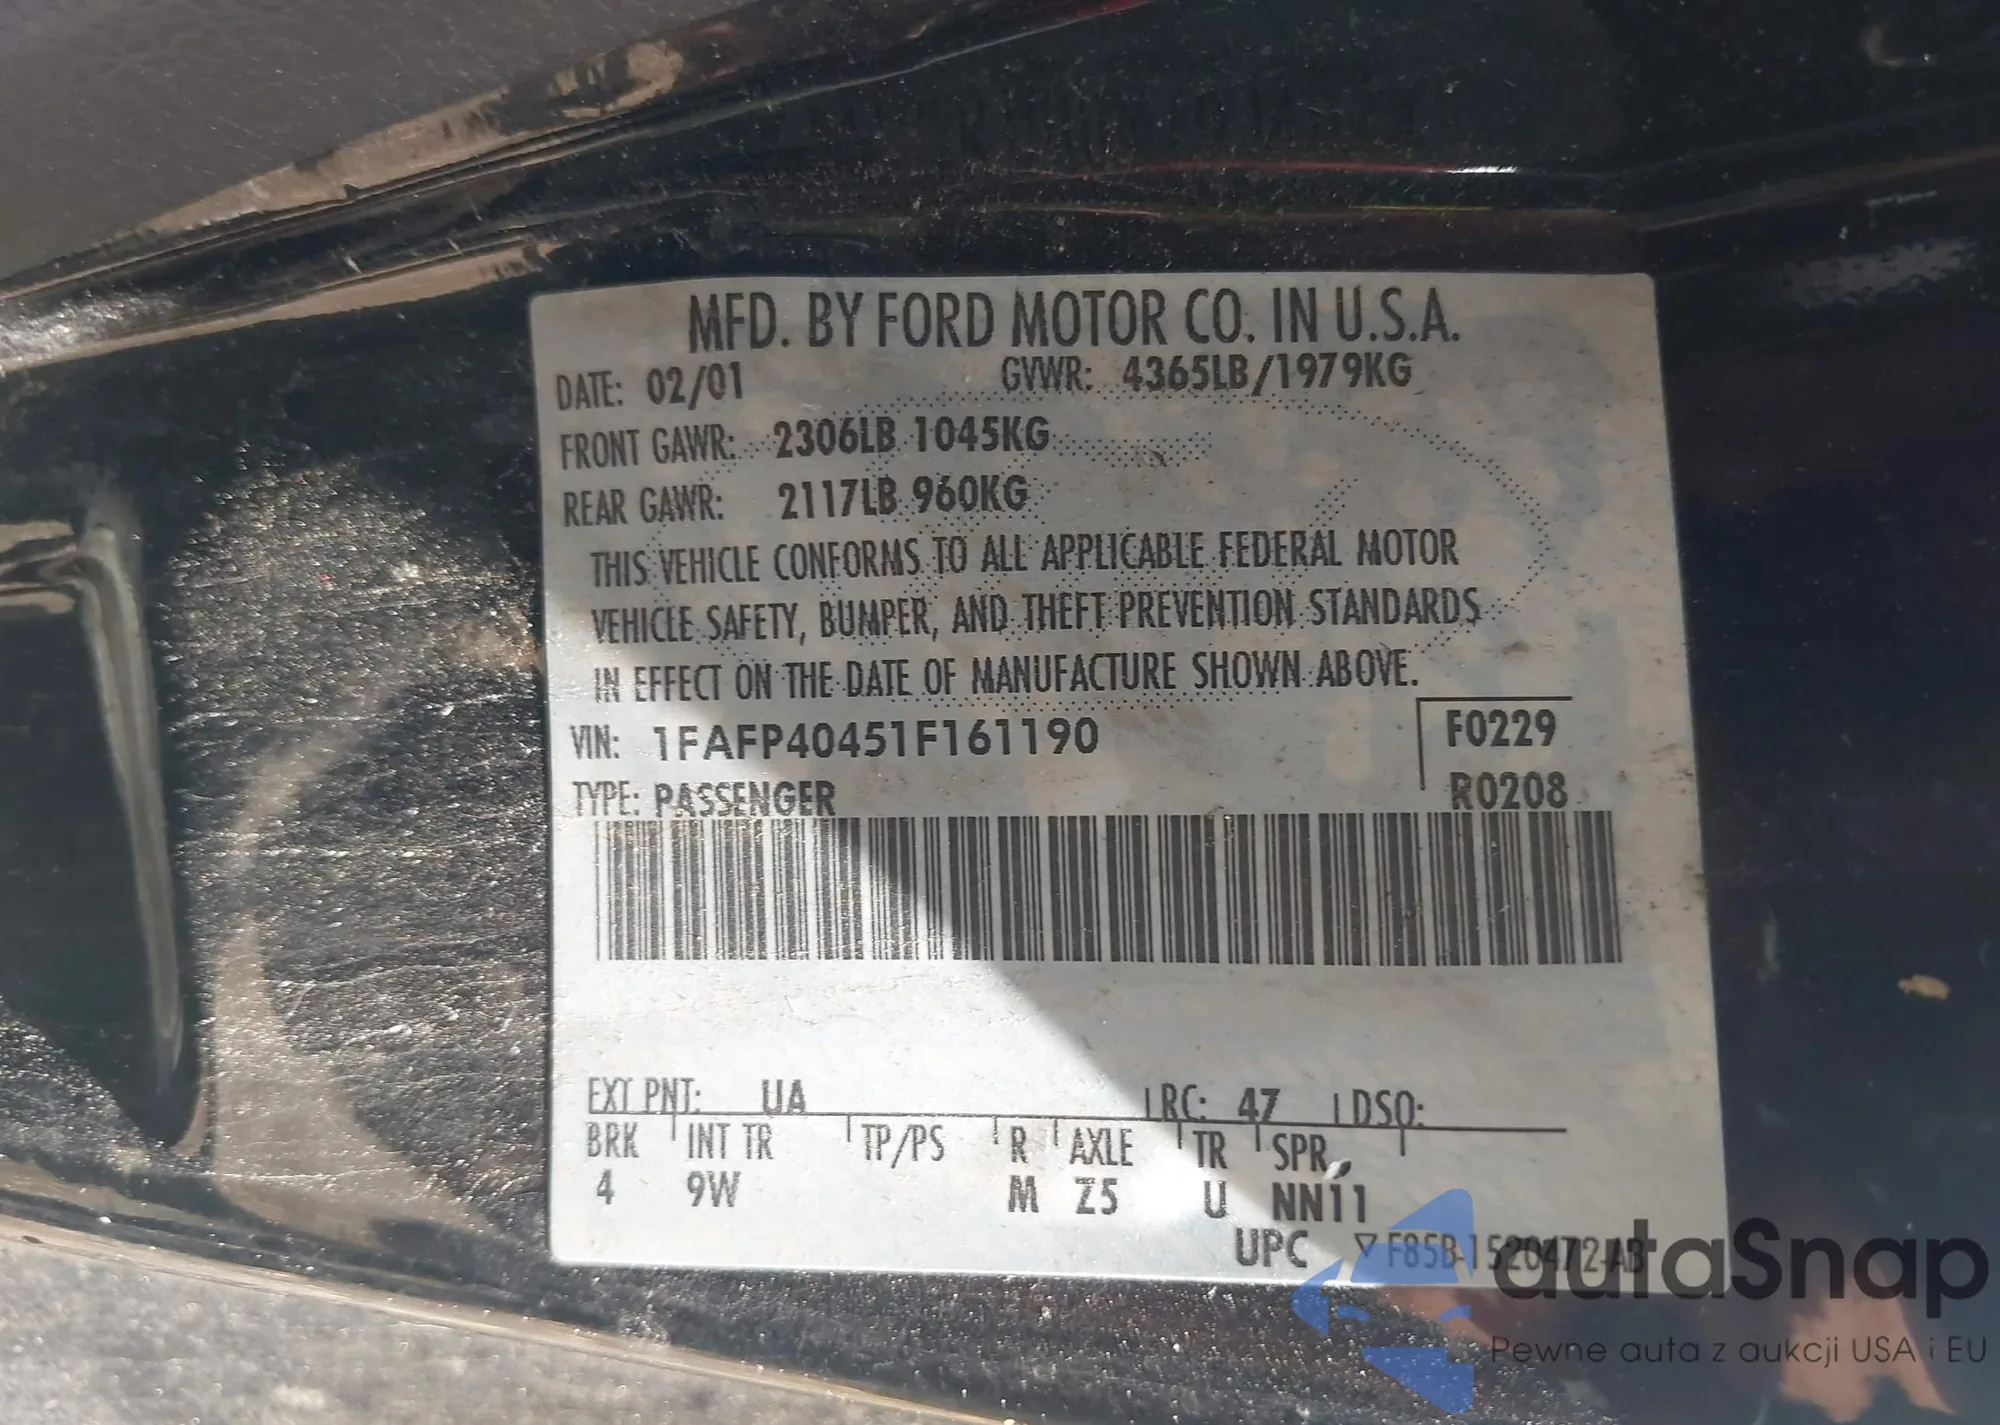 MFD. BY FORD MOTOR CO. IN U.S.A.
DATE: 02/01 GVWR: 4365LB/1979KG
FRONT GAWR: 2306LB 1045KG
REAR GAWR: 2117LB 960KG
THIS VEHICLE CONFORMS TO ALL APPLICABLE FEDERAL MOTOR
VEHICLE SAFETY, BUMPER, AND THEFT PREVENTION STANDARDS
IN EFFECT ON THE DATE OF MANUFACTURE SHOWN ABOVE.
VIN: 1FAFP40451F161190 F0229
TYPE: PASSENGER R0208
EXT PNT: UA RC: 47 DSO:
BRK INT TR TP/PS R AXLE TR SPR
4 9W M Z5 U NN11
UPC ▽ F85B-1520472-AB
autaSnap
Pewne auta z aukcji USA i EU